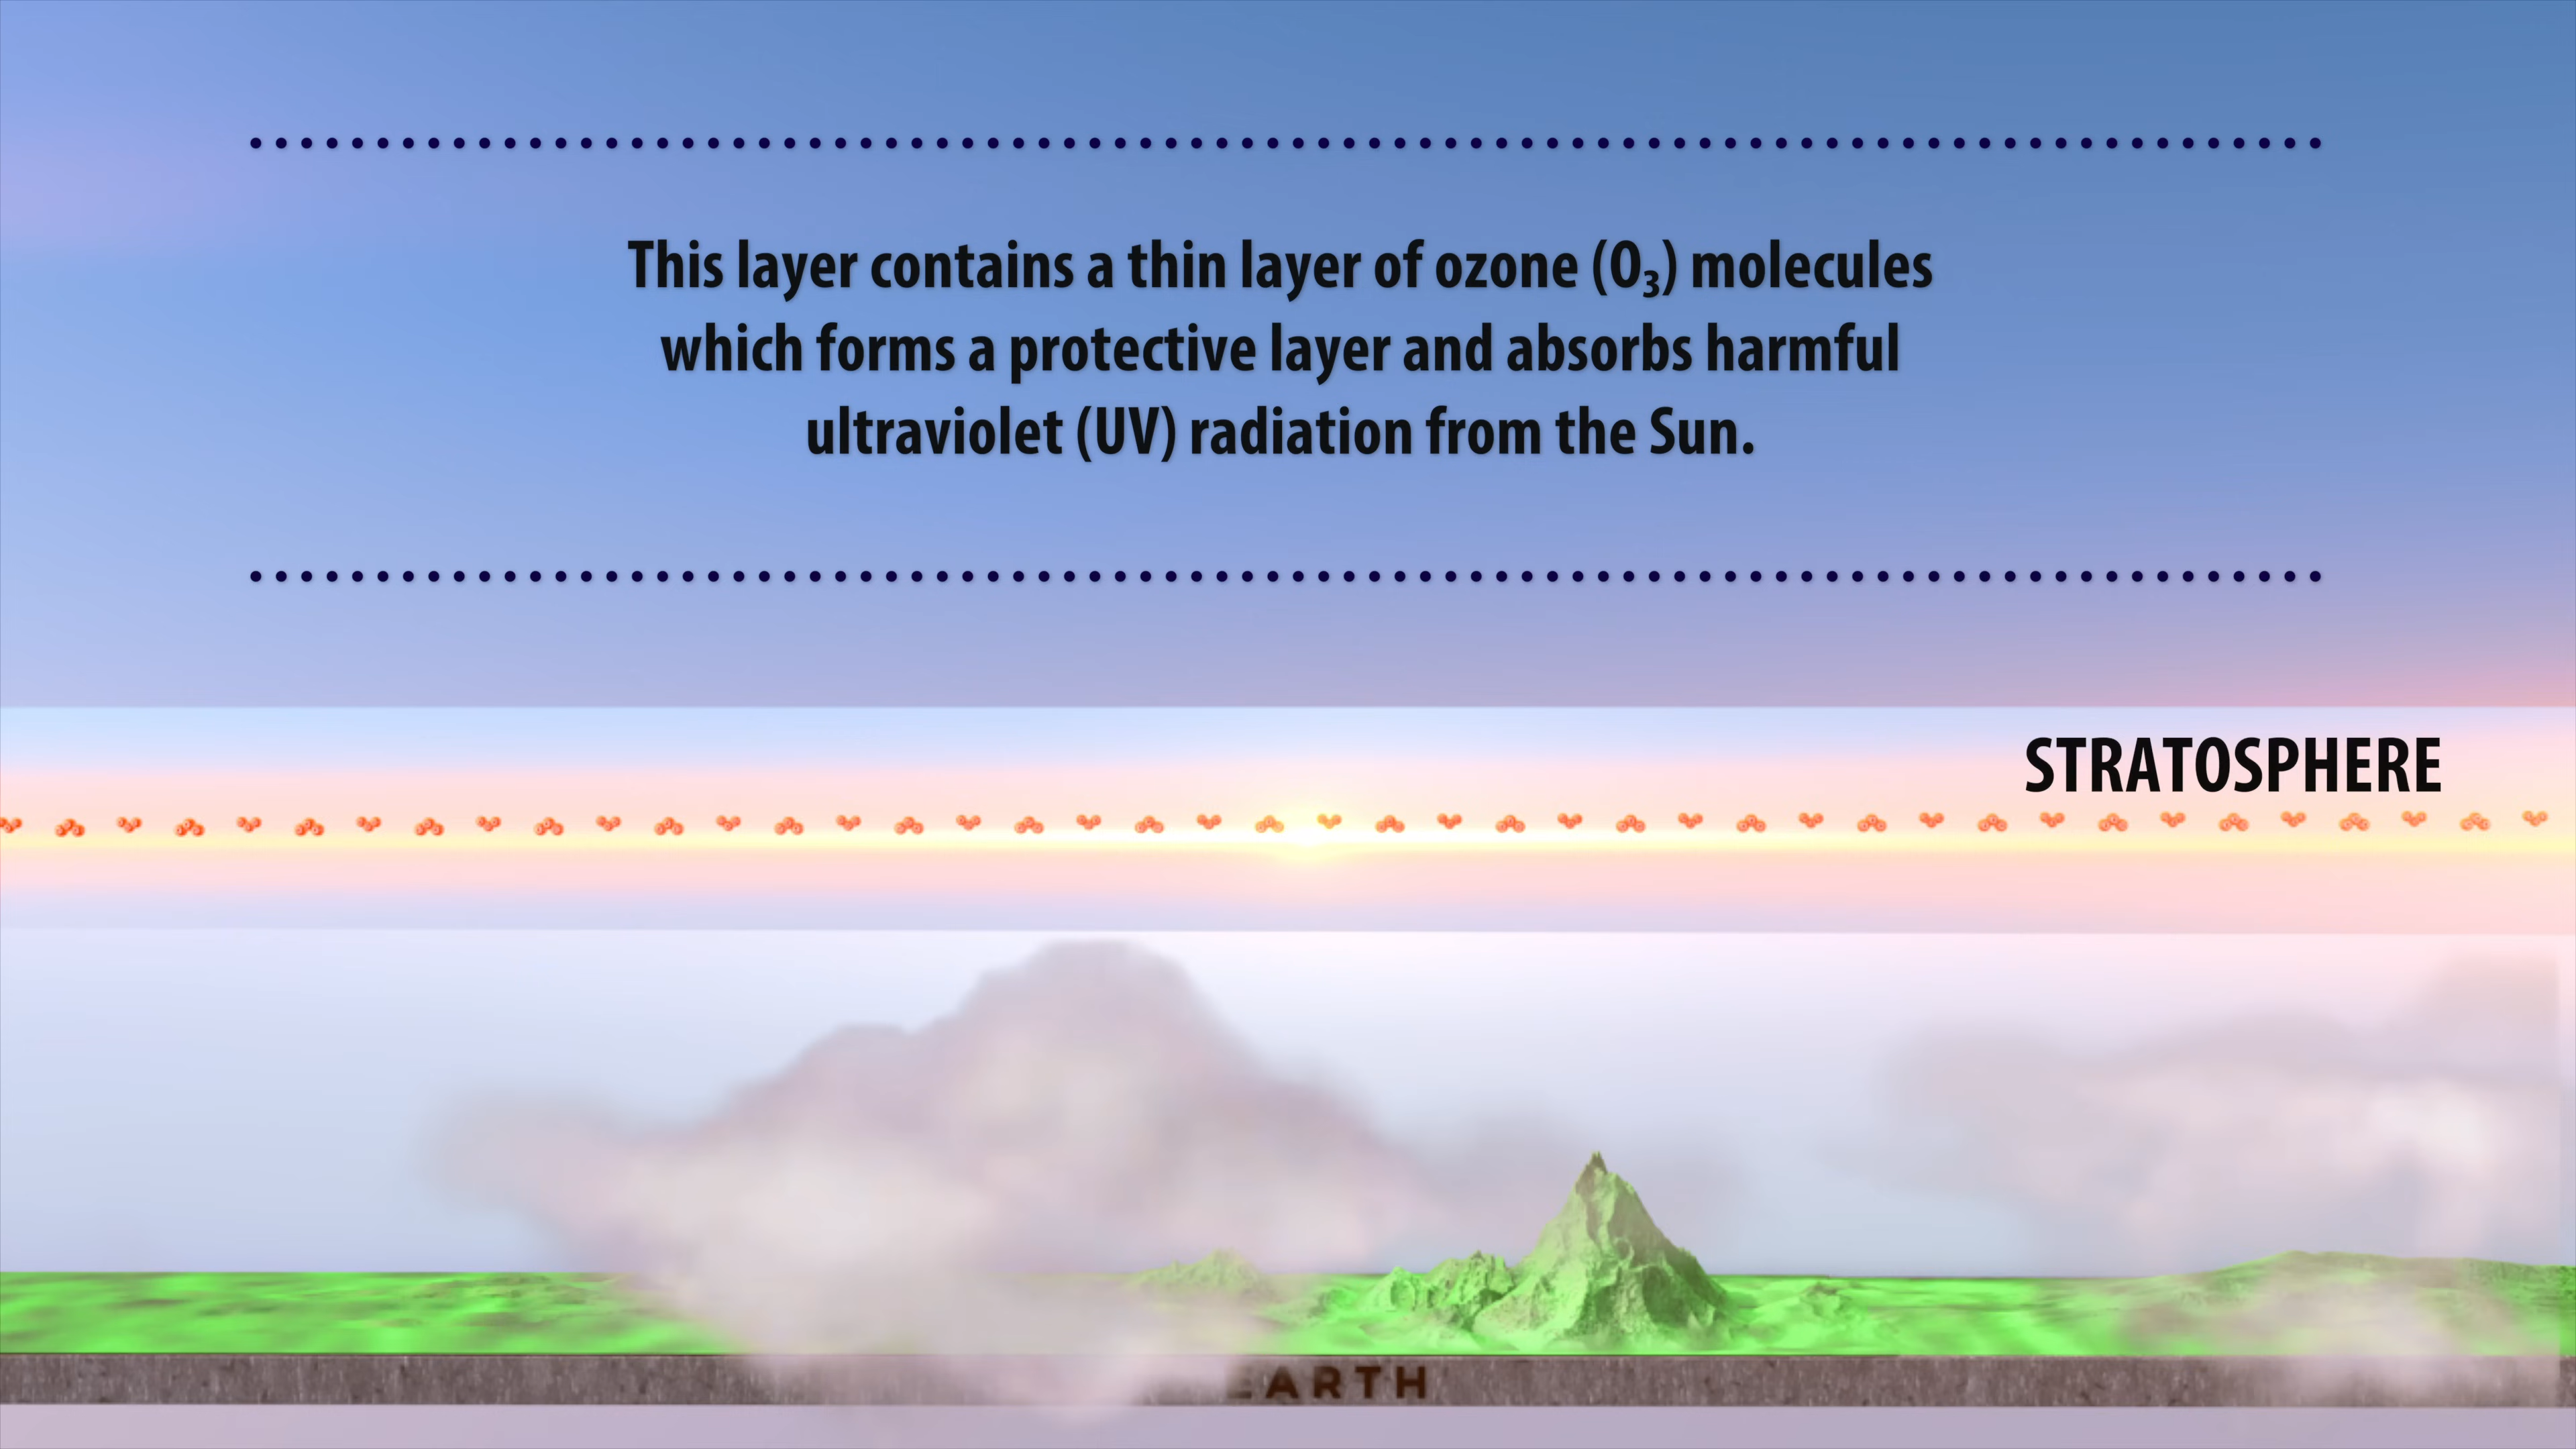 This layer contains a thin layer of ozone (O₃) molecules
which forms a protective layer and absorbs harmful
ultraviolet (UV) radiation from the Sun.
STRATOSPHERE
EARTH